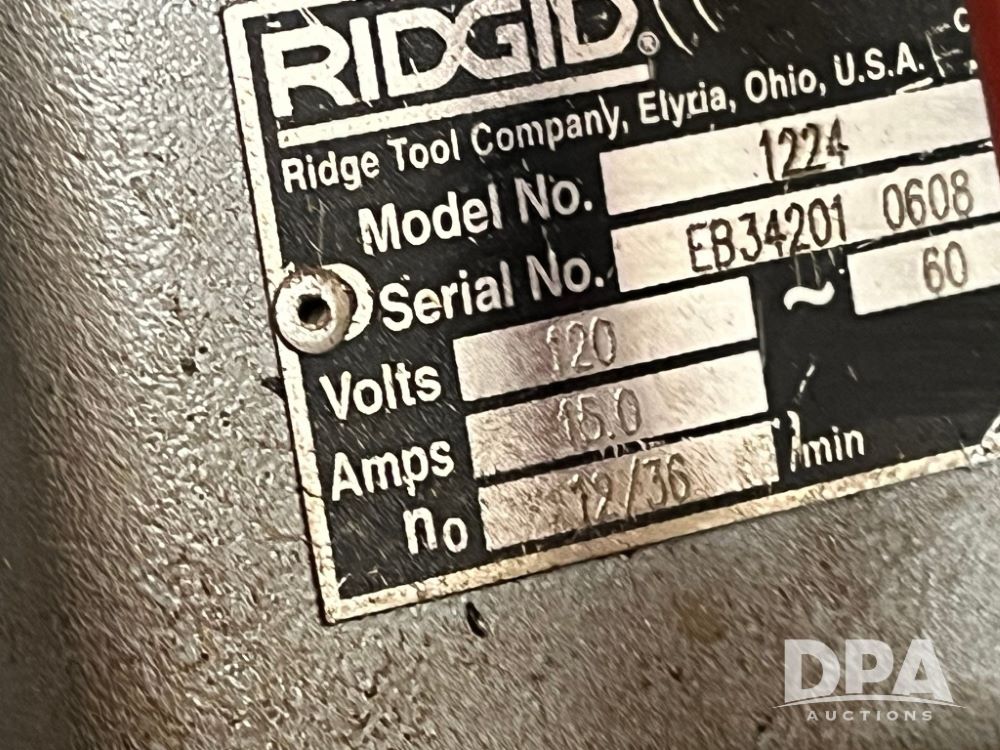 RIDGID®
Ridge Tool Company, Elyria, Ohio, U.S.A.
Model No. 1224
Serial No. EB34201 0608
Volts 120 ~ 60
Amps 15.0
no 12/36 /min
DPA
AUCTIONS